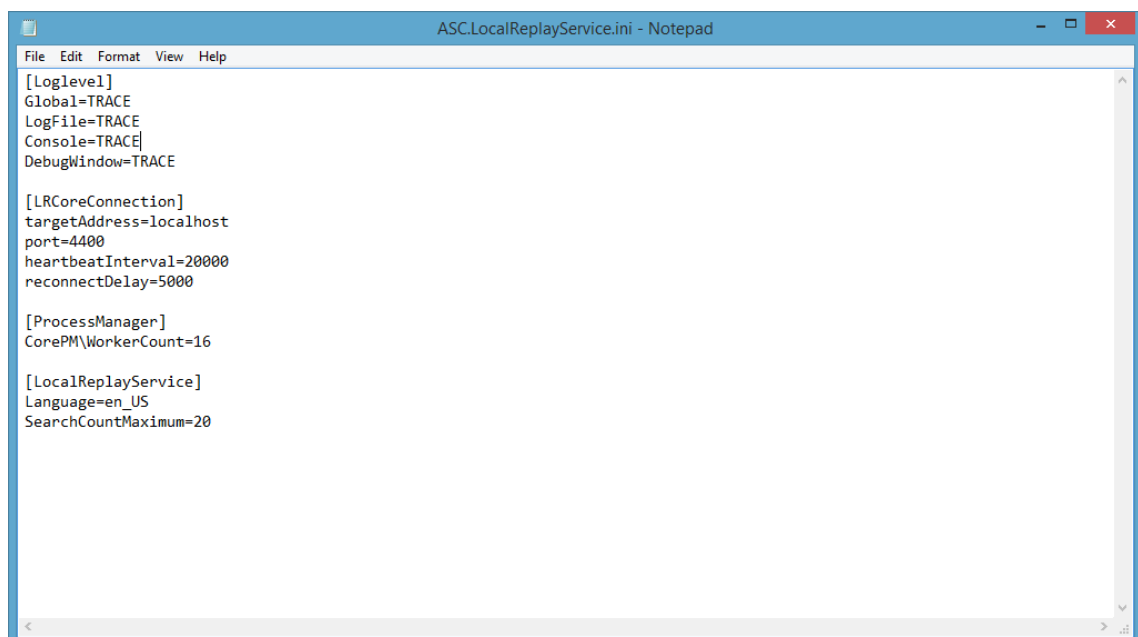 ASC.LocalReplayService.ini - Notepad
File Edit Format View Help
[Loglevel]
Global=TRACE
LogFile=TRACE
Console=TRACE
DebugWindow=TRACE
[LRCoreConnection]
targetAddress=localhost
port=4400
heartbeatInterval=20000
reconnectDelay=5000
[ProcessManager]
CorePM\WorkerCount=16
[LocalReplayService]
Language=en_US
SearchCountMaximum=20